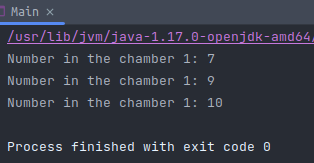 Main ×
/usr/lib/jvm/java-1.17.0-openjdk-amd64/
Number in the chamber 1: 7
Number in the chamber 1: 9
Number in the chamber 1: 10
Process finished with exit code 0